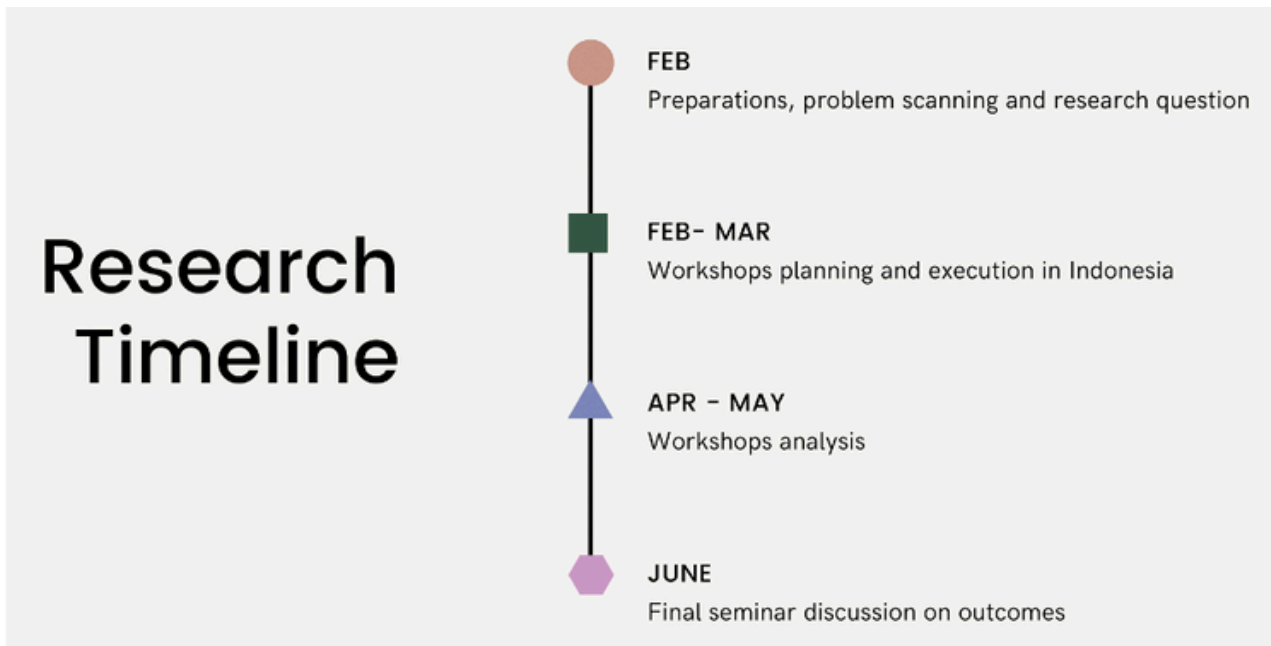 Research
Timeline
FEB
Preparations, problem scanning and research question
FEB- MAR
Workshops planning and execution in Indonesia
APR - MAY
Workshops analysis
JUNE
Final seminar discussion on outcomes